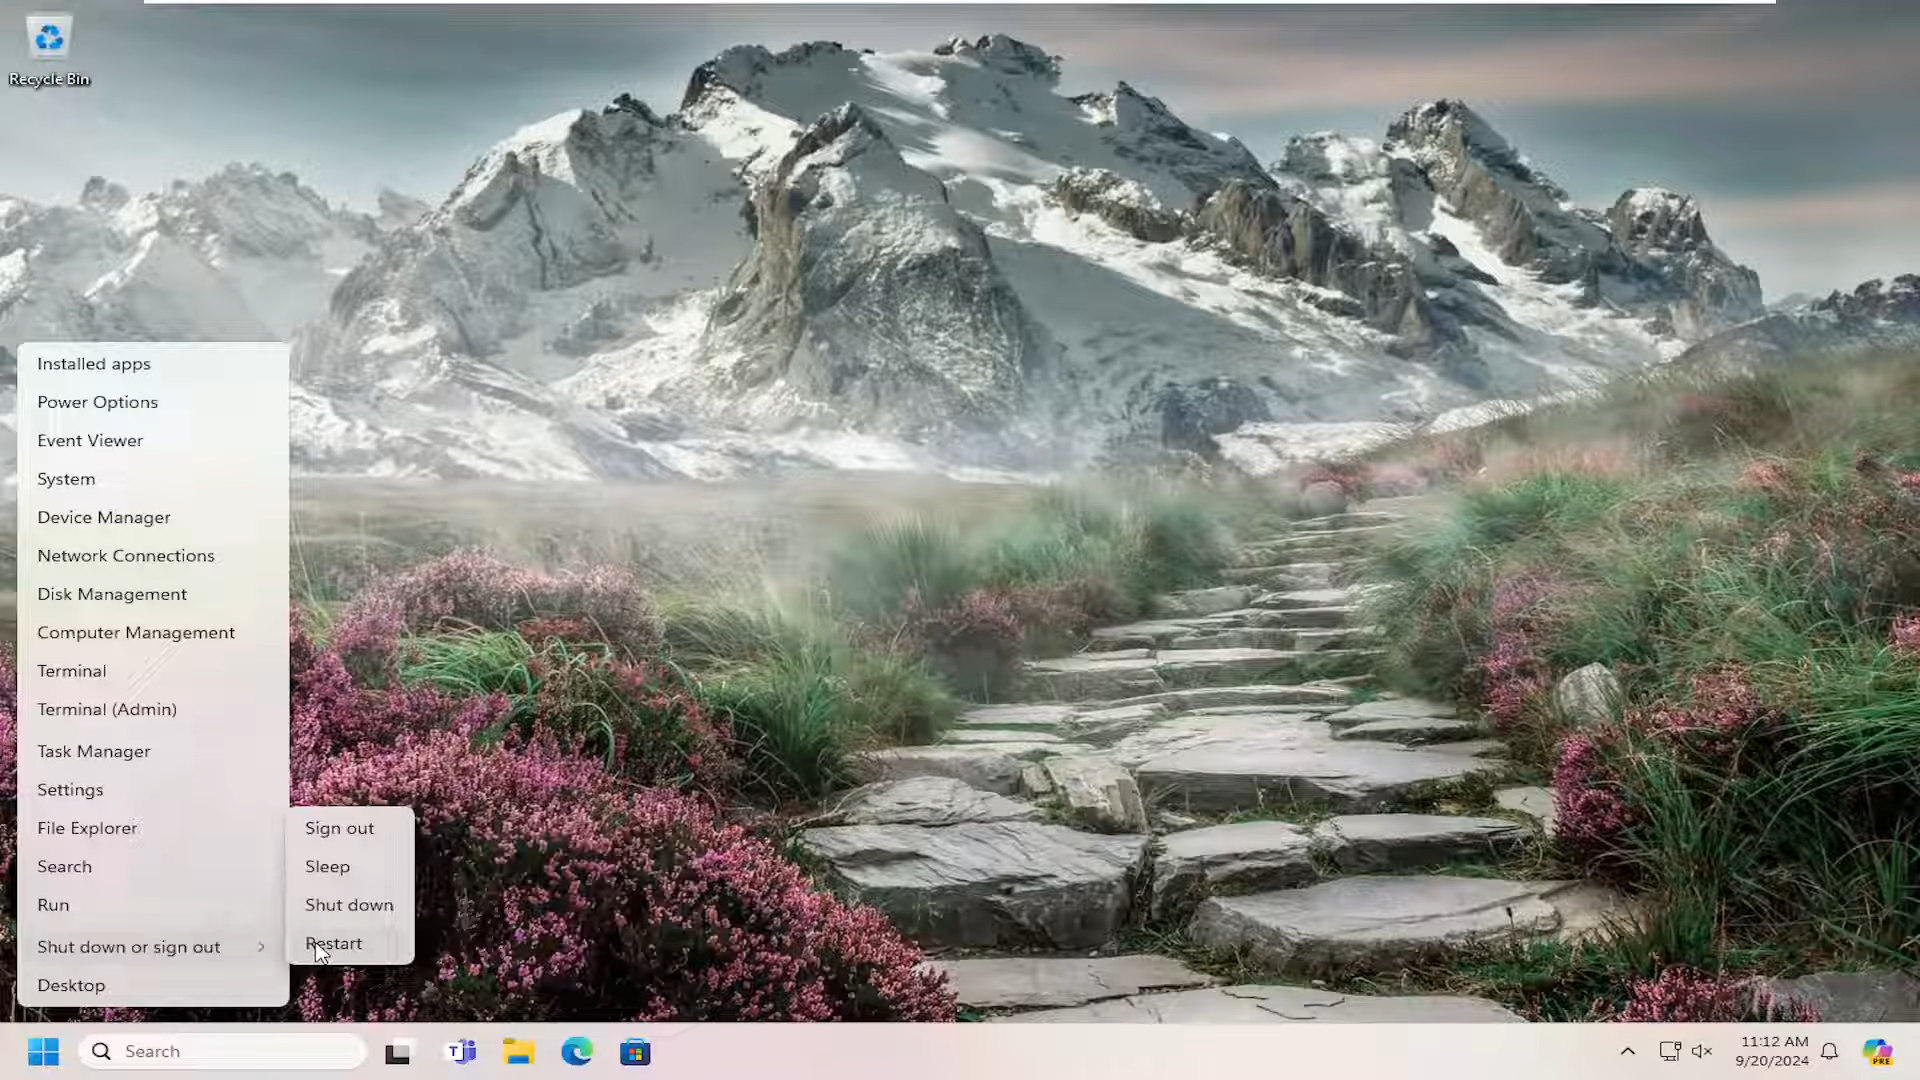 Recycle Bin
Installed apps
Power Options
Event Viewer
System
Device Manager
Network Connections
Disk Management
Computer Management
Terminal
Terminal (Admin)
Task Manager
Settings
File Explorer
Search
Run
Shut down or sign out
Desktop
Sign out
Sleep
Shut down
Restart
Search
T
11:12 AM
9/20/2024
PRE